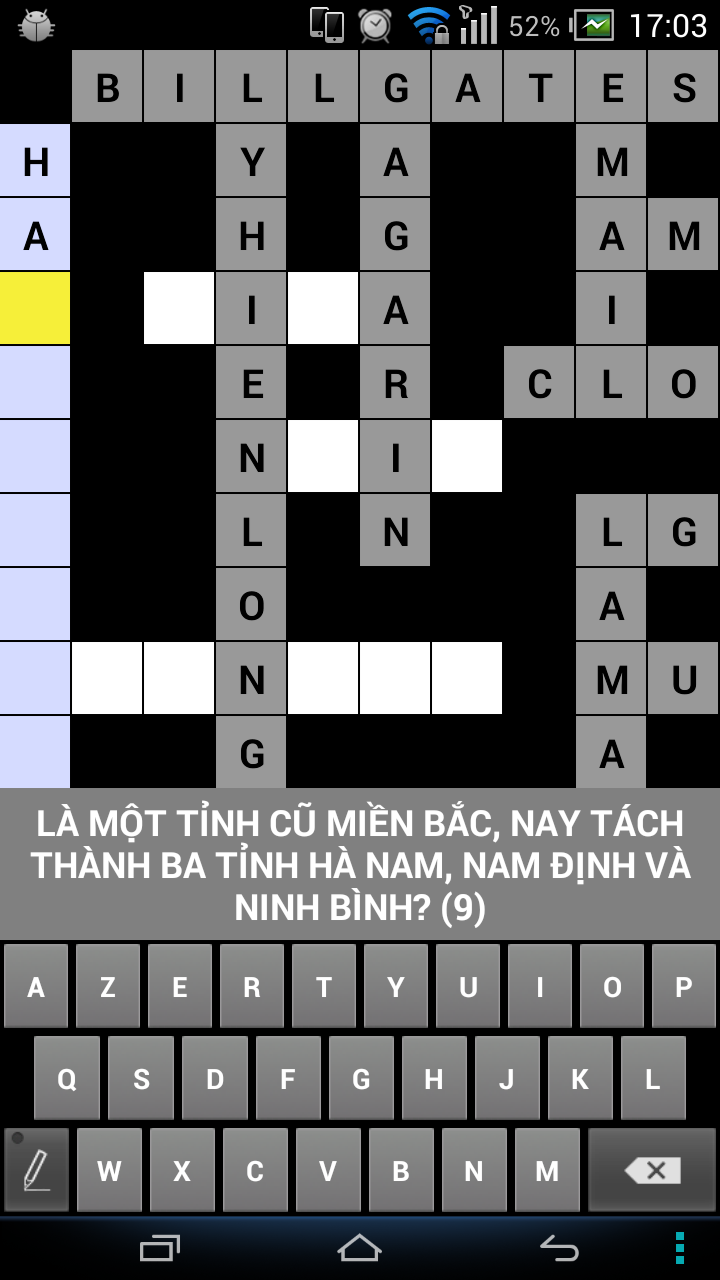 52% 17:03
B I L L G A T E S
H Y A M
A H G A M
I A I
E R C L O
N I
L N L G
O A
N M U
G A
LÀ MỘT TỈNH CŨ MIỀN BẮC, NAY TÁCH
THÀNH BA TỈNH HÀ NAM, NAM ĐỊNH VÀ
NINH BÌNH? (9)
A Z E R T Y U I O P
Q S D F G H J K L
W X C V B N M